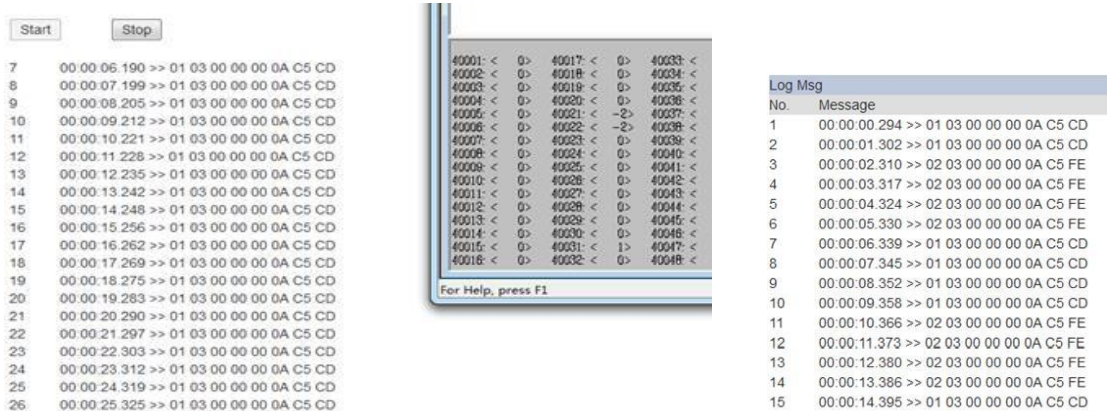 Start Stop
7 00:00:06.190 >> 01 03 00 00 00 0A C5 CD
8 00:00:07.199 >> 01 03 00 00 00 0A C5 CD
9 00:00:08.205 >> 01 03 00 00 00 0A C5 CD
10 00:00:09.212 >> 01 03 00 00 00 0A C5 CD
11 00:00:10.221 >> 01 03 00 00 00 0A C5 CD
12 00:00:11.228 >> 01 03 00 00 00 0A C5 CD
13 00:00:12.235 >> 01 03 00 00 00 0A C5 CD
14 00:00:13.242 >> 01 03 00 00 00 0A C5 CD
15 00:00:14.248 >> 01 03 00 00 00 0A C5 CD
16 00:00:15.256 >> 01 03 00 00 00 0A C5 CD
17 00:00:16.262 >> 01 03 00 00 00 0A C5 CD
18 00:00:17.269 >> 01 03 00 00 00 0A C5 CD
19 00:00:18.275 >> 01 03 00 00 00 0A C5 CD
20 00:00:19.283 >> 01 03 00 00 00 0A C5 CD
21 00:00:20.290 >> 01 03 00 00 00 0A C5 CD
22 00:00:21.297 >> 01 03 00 00 00 0A C5 CD
23 00:00:22.303 >> 01 03 00 00 00 0A C5 CD
24 00:00:23.312 >> 01 03 00 00 00 0A C5 CD
25 00:00:24.319 >> 01 03 00 00 00 0A C5 CD
26 00:00:25.325 >> 01 03 00 00 00 0A C5 CD
40001: < 0> 40017: < 0> 40033: <
40002: < 0> 40018: < 0> 40034: <
40003: < 0> 40019: < 0> 40035: <
40004: < 0> 40020: < 0> 40036: <
40005: < 0> 40021: < -2> 40037: <
40006: < 0> 40022: < -2> 40038: <
40007: < 0> 40023: < 0> 40039: <
40008: < 0> 40024: < 0> 40040: <
40009: < 0> 40025: < 0> 40041: <
40010: < 0> 40026: < 0> 40042: <
40011: < 0> 40027: < 0> 40043: <
40012: < 0> 40028: < 0> 40044: <
40013: < 0> 40029: < 0> 40045: <
40014: < 0> 40030: < 0> 40046: <
40015: < 0> 40031: < 1> 40047: <
40016: < 0> 40032: < 0> 40048: <
For Help, press F1
Log Msg
No. Message
1 00:00:00.294 >> 01 03 00 00 00 0A C5 CD
2 00:00:01.302 >> 01 03 00 00 00 0A C5 CD
3 00:00:02.310 >> 02 03 00 00 00 0A C5 FE
4 00:00:03.317 >> 02 03 00 00 00 0A C5 FE
5 00:00:04.324 >> 02 03 00 00 00 0A C5 FE
6 00:00:05.330 >> 02 03 00 00 00 0A C5 FE
7 00:00:06.339 >> 01 03 00 00 00 0A C5 CD
8 00:00:07.345 >> 01 03 00 00 00 0A C5 CD
9 00:00:08.352 >> 01 03 00 00 00 0A C5 CD
10 00:00:09.358 >> 01 03 00 00 00 0A C5 CD
11 00:00:10.366 >> 02 03 00 00 00 0A C5 FE
12 00:00:11.373 >> 02 03 00 00 00 0A C5 FE
13 00:00:12.380 >> 02 03 00 00 00 0A C5 FE
14 00:00:13.386 >> 02 03 00 00 00 0A C5 FE
15 00:00:14.395 >> 01 03 00 00 00 0A C5 CD